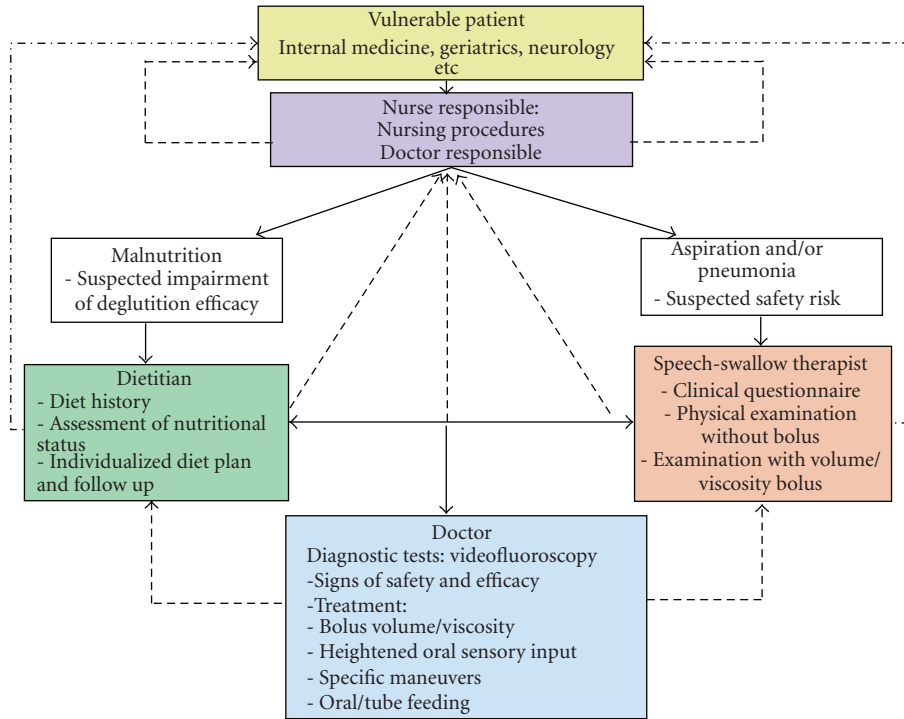 Vulnerable patient
Internal medicine, geriatrics, neurology
etc
Nurse responsible:
Nursing procedures
Doctor responsible
Malnutrition
- Suspected impairment
of deglutition efficacy
Aspiration and/or
pneumonia
- Suspected safety risk
Dietitian
- Diet history
- Assessment of nutritional
status
- Individualized diet plan
and follow up
Speech-swallow therapist
- Clinical questionnaire
- Physical examination
without bolus
- Examination with volume/
viscosity bolus
Doctor
Diagnostic tests: videofluoroscopy
-Signs of safety and efficacy
-Treatment:
- Bolus volume/viscosity
- Heightened oral sensory input
- Specific maneuvers
- Oral/tube feeding